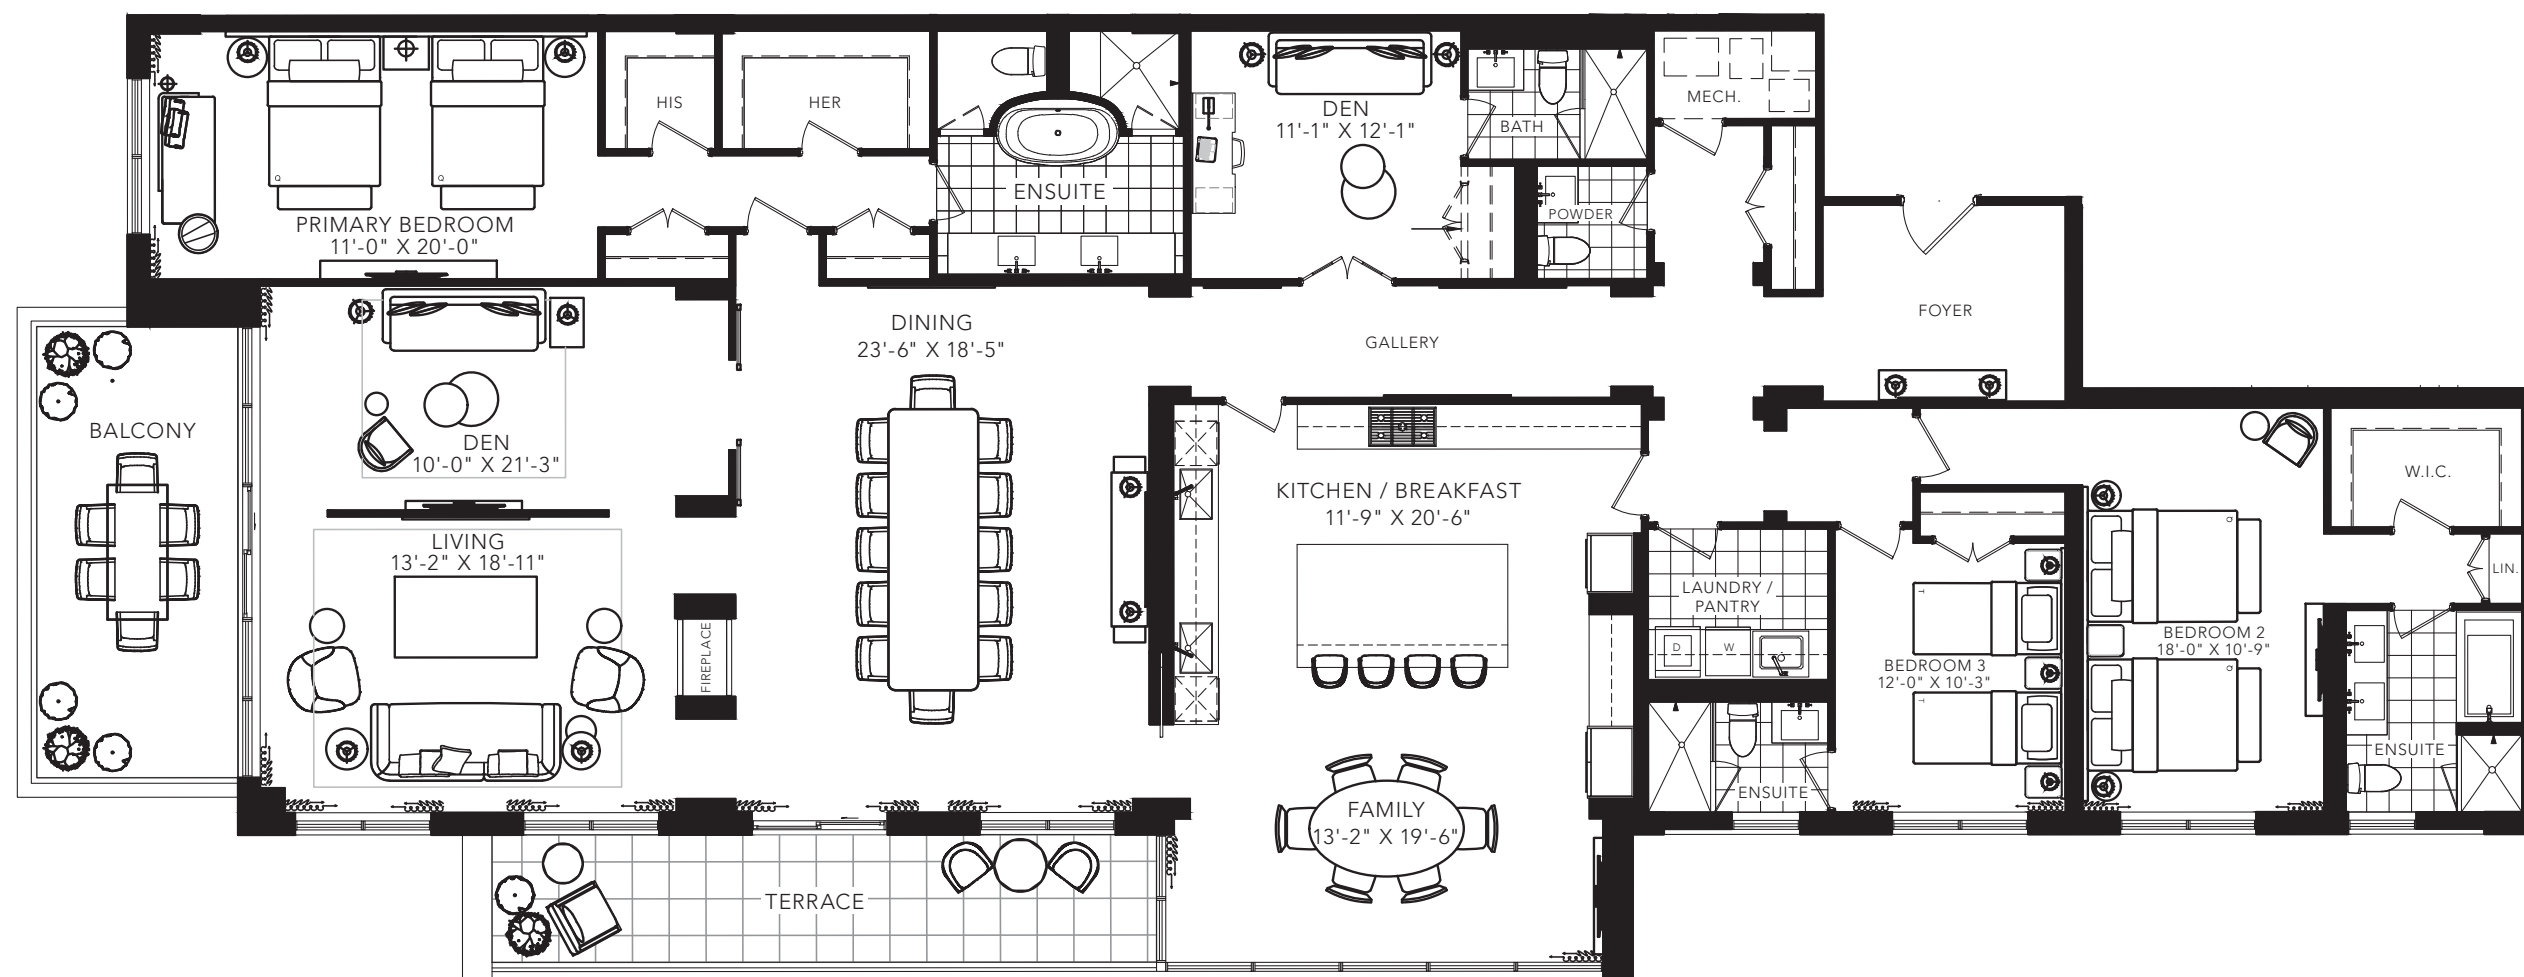 HIS
HER
MECH.
DEN
11'-1" X 12'-1"
BATH
ENSUITE
POWDER
PRIMARY BEDROOM
11'-0" X 20'-0"
Q
Q
FOYER
DINING
23'-6" X 18'-5"
GALLERY
BALCONY
DEN
10'-0" X 21'-3"
W.I.C.
KITCHEN / BREAKFAST
11'-9" X 20'-6"
LIVING
13'-2" X 18'-11"
LIN.
LAUNDRY /
PANTRY
D
W
FIREPLACE
T
T
Q
Q
BEDROOM 2
18'-0" X 10'-9"
BEDROOM 3
12'-0" X 10'-3"
ENSUITE
ENSUITE
FAMILY
13'-2" X 19'-6"
TERRACE